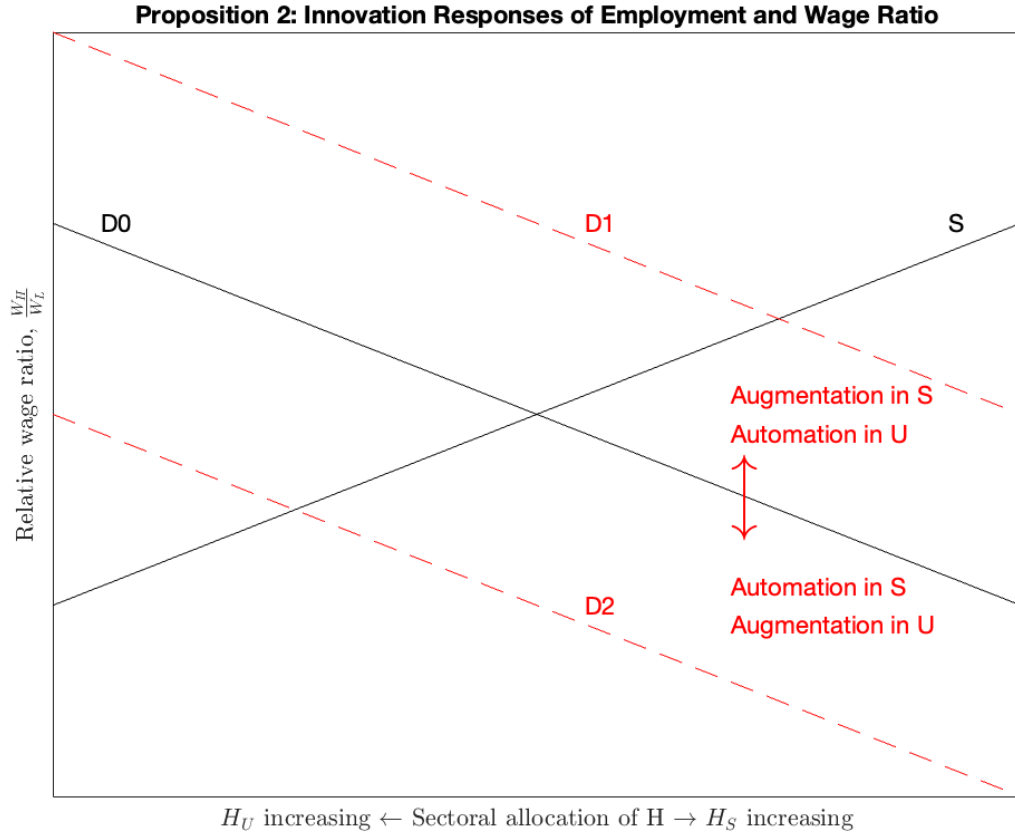 Proposition 2: Innovation Responses of Employment and Wage Ratio
D0
D1
S
Relative wage ratio, W_H/W_L
Augmentation in S
Automation in U
Automation in S
Augmentation in U
D2
H_U increasing ← Sectoral allocation of H → H_S increasing